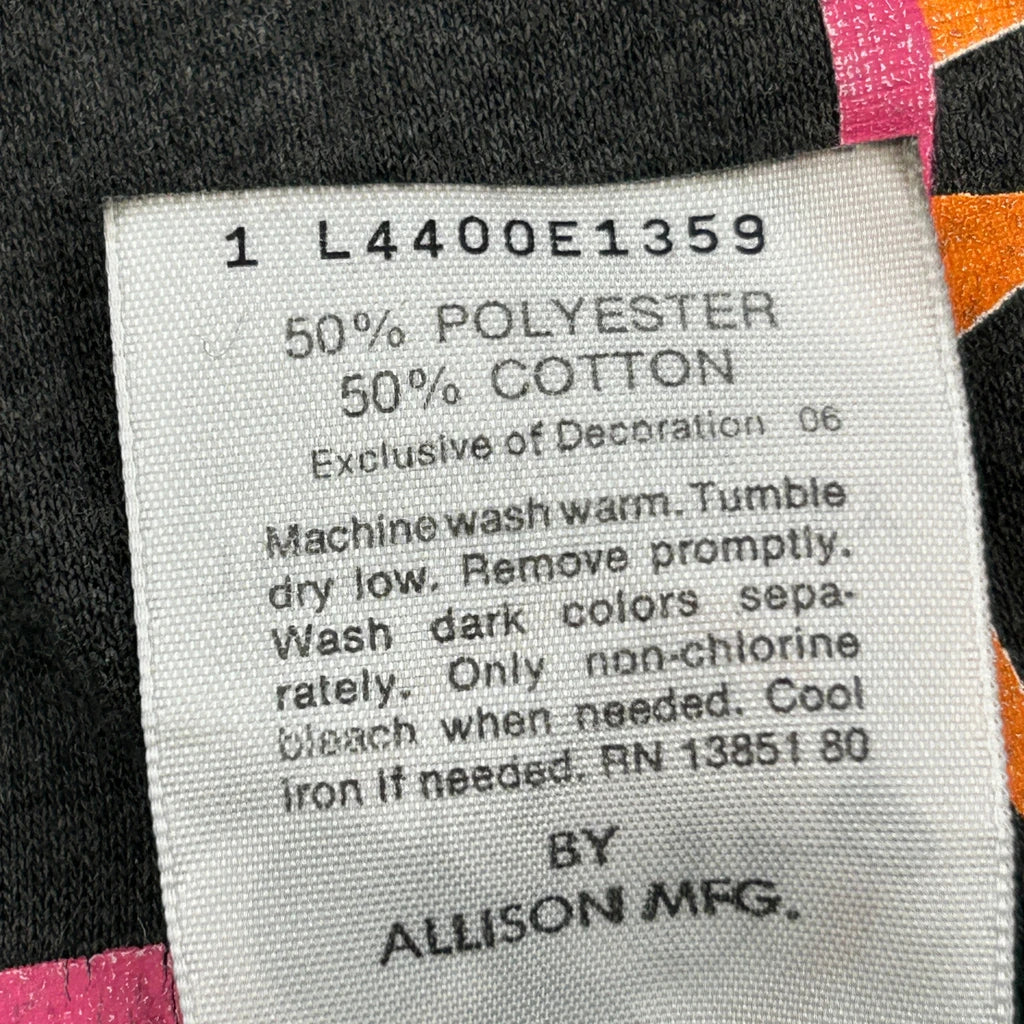 1 L4400E1359
50% POLYESTER
50% COTTON
Exclusive of Decoration 06
Machine wash warm. Tumble
dry low. Remove promptly.
Wash dark colors sepa-
rately. Only non-chlorine
bleach when needed. Cool
iron if needed. RN 13851 80
BY
ALLISON MFG.